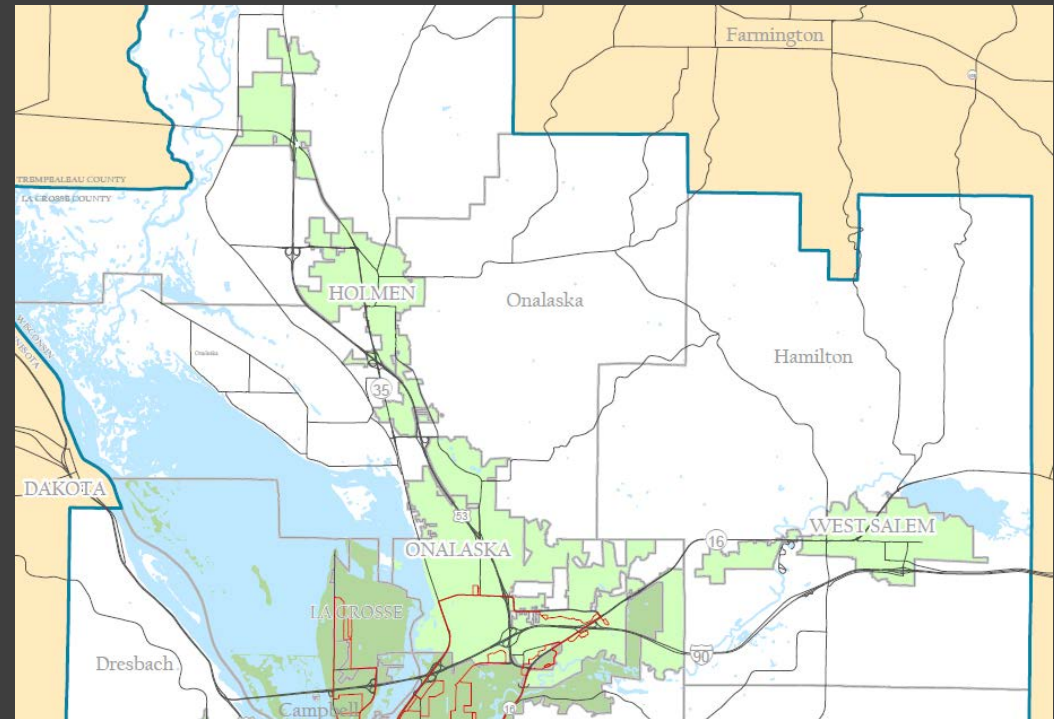 Farmington
TREMPEALEAU COUNTY
LA CROSSE COUNTY
HOLMEN
Onalaska
WISCONSIN
Onalaska
Hamilton
35
DAKOTA
53
WEST SALEM
16
ONALASKA
LA CROSSE
90
Dresbach
Campbell
16